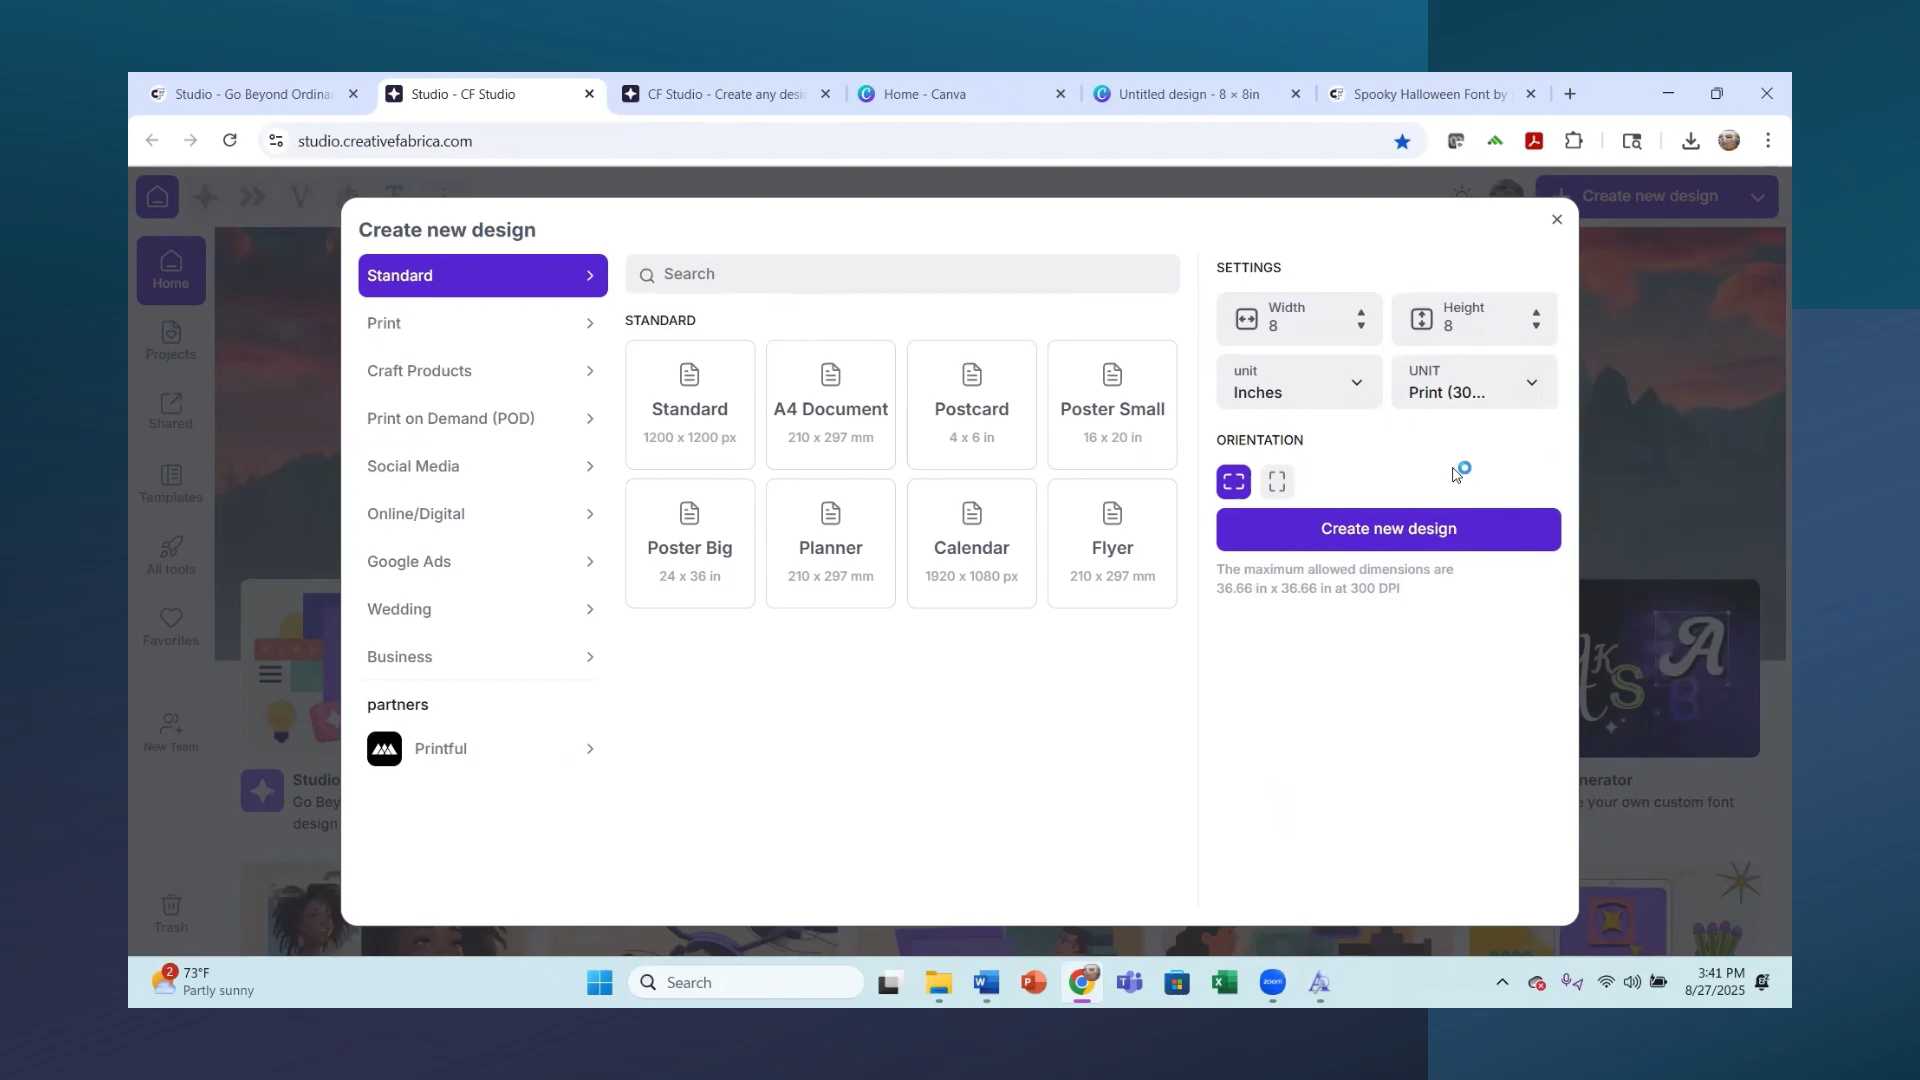 Studio - Go Beyond Ordina
Studio - CF Studio
CF Studio - Create any desi
Home - Canva
Untitled design - 8 × 8in
Spooky Halloween Font by
studio.creativefabrica.com
Create new design
Home
Projects
Shared
Templates
All tools
Favorites
New Team
Trash
Create new design
Standard
Print
Craft Products
Print on Demand (POD)
Social Media
Online/Digital
Google Ads
Wedding
Business
partners
Printful
Search
STANDARD
Standard
1200 x 1200 px
A4 Document
210 x 297 mm
Postcard
4 x 6 in
Poster Small
16 x 20 in
Poster Big
24 x 36 in
Planner
210 x 297 mm
Calendar
1920 x 1080 px
Flyer
210 x 297 mm
SETTINGS
Width
8
Height
8
unit
Inches
UNIT
Print (30...
ORIENTATION
Create new design
The maximum allowed dimensions are
36.66 in x 36.66 in at 300 DPI
Studio
Go Bey
design
nerator
your own custom font
2
73°F
Partly sunny
Search
zoom
3:41 PM
8/27/2025